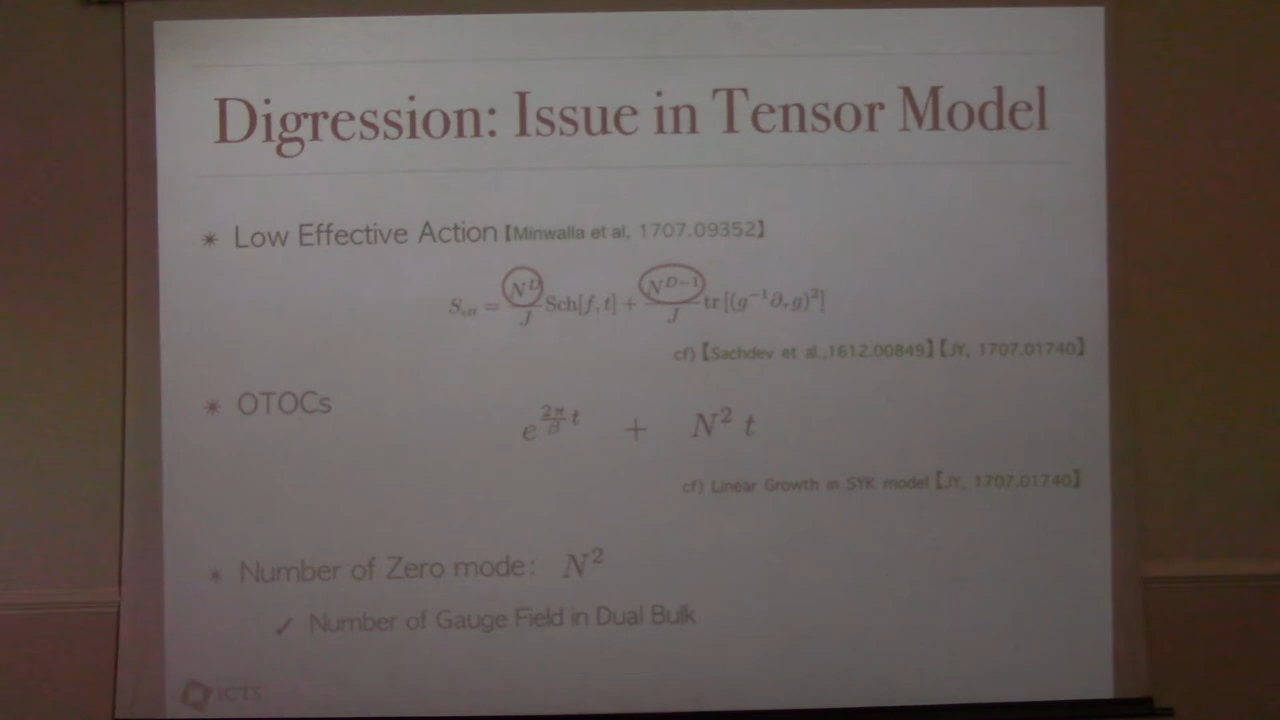 Digression: Issue in Tensor Model
* Low Effective Action【Minwalla et al, 1707.09352】
S_eff = N^D/J Sch[f, t] + N^{D-1}/J tr[(g^{-1}∂_τ g)^2]
cf)【Sachdev et al.,1612.00849】【JY, 1707.01740】
* OTOCs
e^{2π/β t} + N^2 t
cf) Linear Growth in SYK model【JY, 1707.01740】
* Number of Zero mode: N^2
✓ Number of Gauge Field in Dual Bulk
ICTS